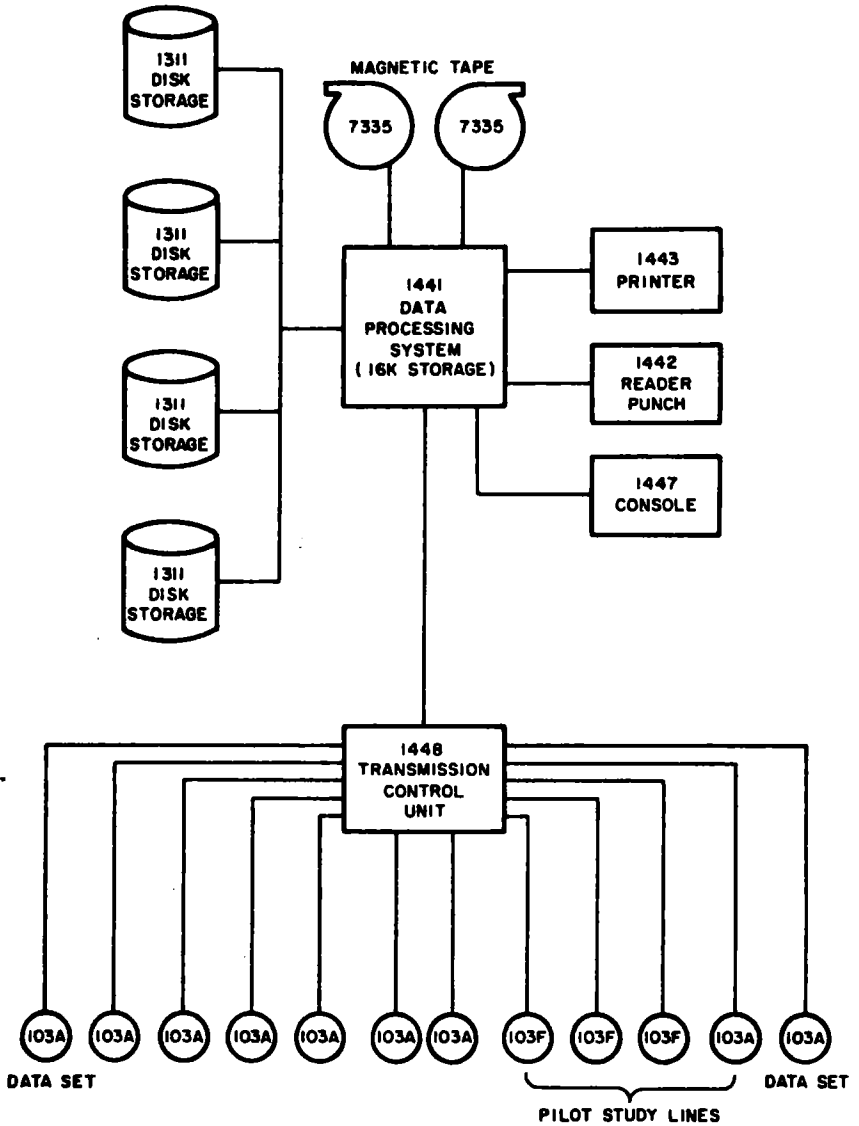 1311
DISK
STORAGE
1311
DISK
STORAGE
1311
DISK
STORAGE
1311
DISK
STORAGE
MAGNETIC TAPE
7335
7335
1441
DATA
PROCESSING
SYSTEM
(16K STORAGE)
1443
PRINTER
1442
READER
PUNCH
1447
CONSOLE
1448
TRANSMISSION
CONTROL
UNIT
103A
103A
103A
103A
103A
103A
103A
103F
103F
103F
103A
103A
DATA SET
DATA SET
PILOT STUDY LINES